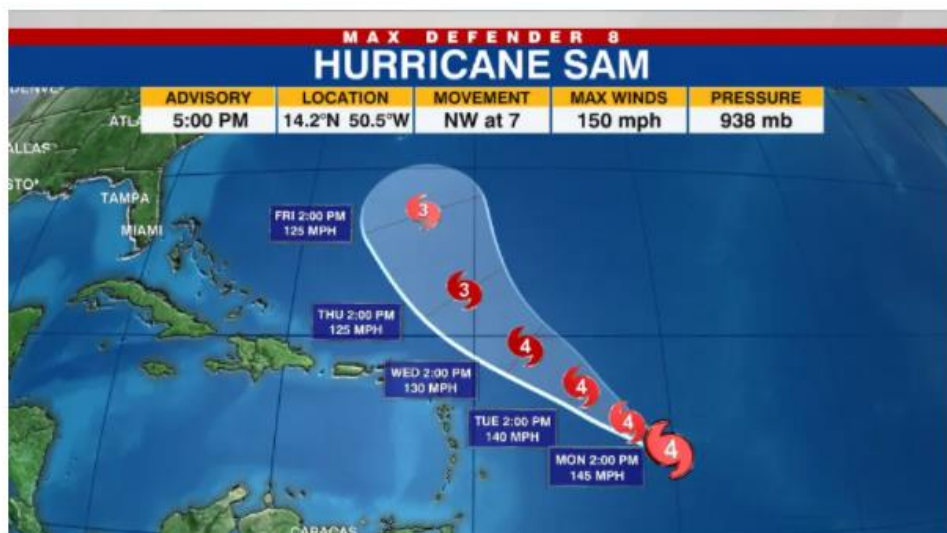 MAX DEFENDER 8
HURRICANE SAM
ADVISORY LOCATION MOVEMENT MAX WINDS PRESSURE
5:00 PM 14.2°N 50.5°W NW at 7 150 mph 938 mb
TAMPA
MIAMI
3
FRI 2:00 PM
125 MPH
3
THU 2:00 PM
125 MPH
4
WED 2:00 PM
130 MPH
4
TUE 2:00 PM
140 MPH
4
MON 2:00 PM
145 MPH
4
CARACAS